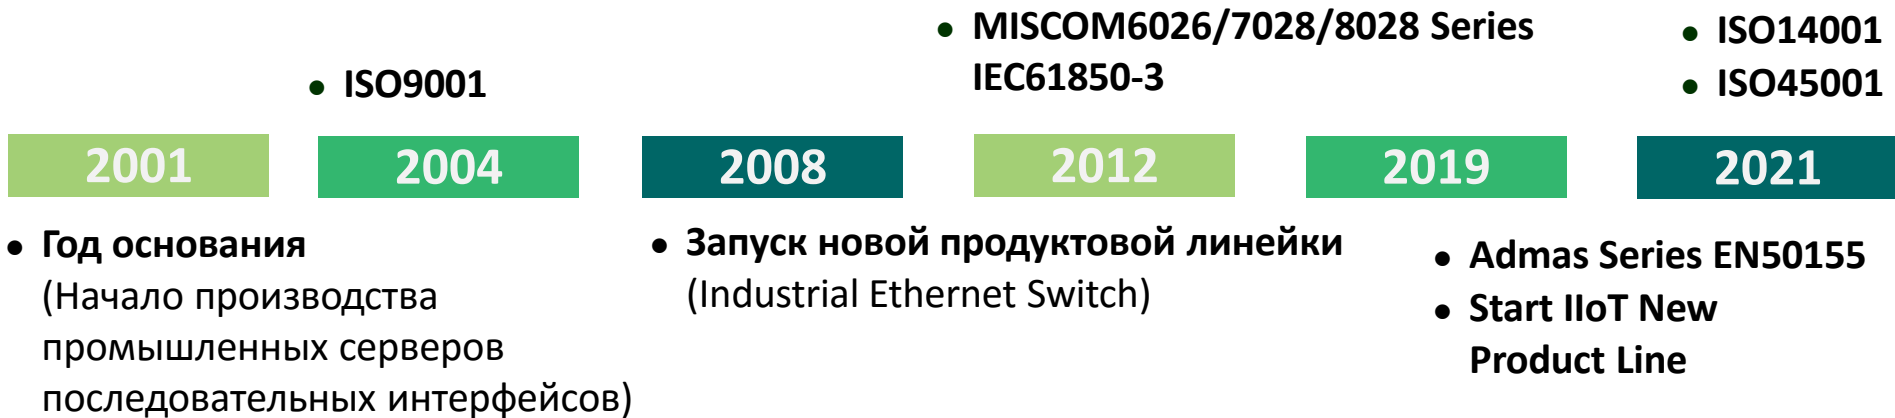 • MISCOM6026/7028/8028 Series
IEC61850-3
• ISO14001
• ISO45001
• ISO9001
2001
2004
2008
2012
2019
2021
• Год основания
(Начало производства
промышленных серверов
последовательных интерфейсов)
• Запуск новой продуктовой линейки
(Industrial Ethernet Switch)
• Admas Series EN50155
• Start IIoT New
Product Line